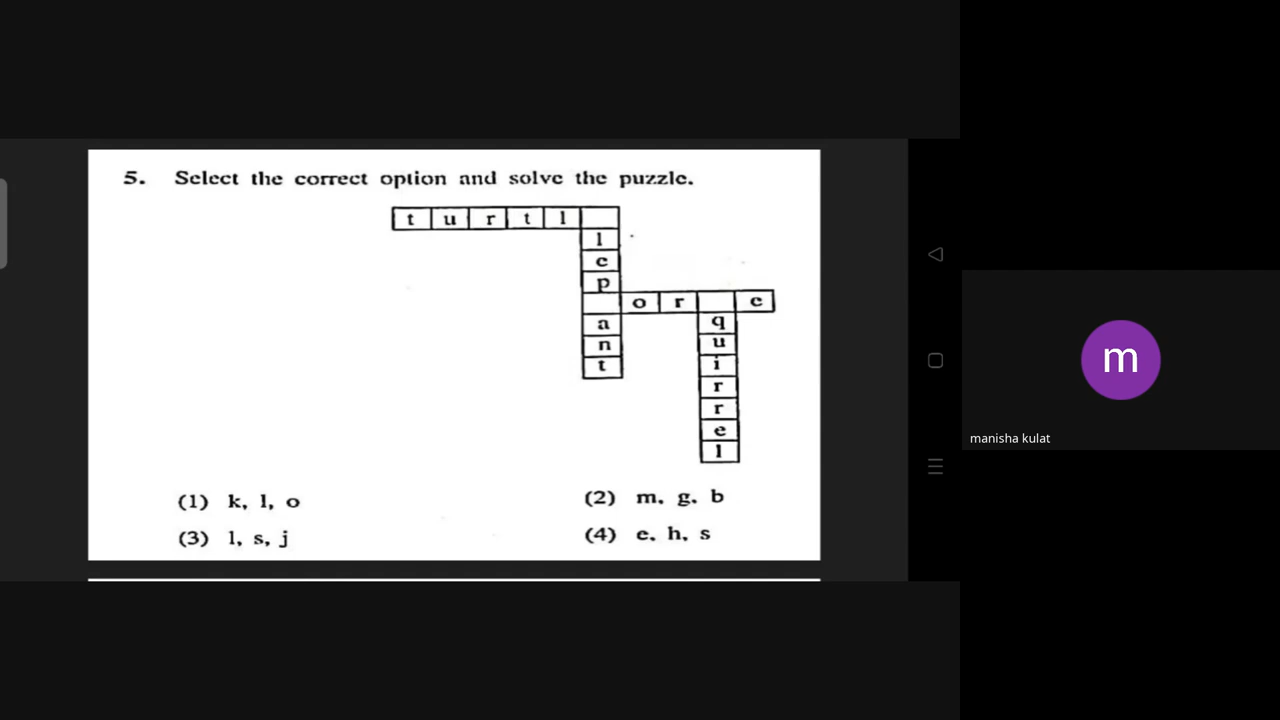 5. Select the correct option and solve the puzzle.
t u r t l
l
e
p
o r e
a
n
t
q
u
i
r
r
e
l
(1) k, l, o
(2) m, g, b
(3) l, s, j
(4) e, h, s
m
manisha kulat